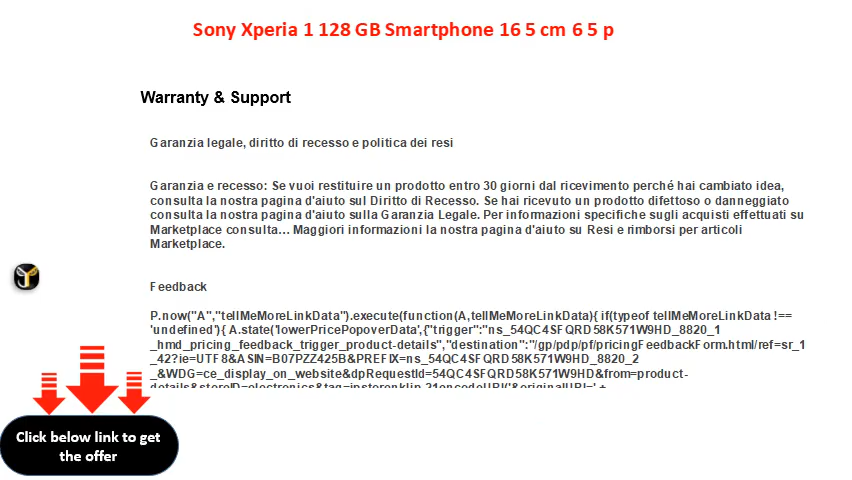 Sony Xperia 1 128 GB Smartphone 16 5 cm 6 5 p
Warranty & Support
Garanzia legale, diritto di recesso e politica dei resi
Garanzia e recesso: Se vuoi restituire un prodotto entro 30 giorni dal ricevimento perché hai cambiato idea,
consulta la nostra pagina d'aiuto sul Diritto di Recesso. Se hai ricevuto un prodotto difettoso o danneggiato
consulta la nostra pagina d'aiuto sulla Garanzia Legale. Per informazioni specifiche sugli acquisti effettuati su
Marketplace consulta... Maggiori informazioni la nostra pagina d'aiuto su Resi e rimborsi per articoli
Marketplace.
Feedback
P.now("A","tellMeMoreLinkData").execute(function(A,tellMeMoreLinkData){ if(typeof tellMeMoreLinkData !==
'undefined'){ A.state('lowerPricePopoverData',{"trigger":"ns_54QC4SFQRD58K571W9HD_8820_1
_hmd_pricing_feedback_trigger_product-details","destination":"/gp/pdp/pf/pricingFeedbackForm.html/ref=sr_1
_42?ie=UTF8&ASIN=B07PZZ425B&PREFIX=ns_54QC4SFQRD58K571W9HD_8820_2
_&WDG=ce_display_on_website&dpRequestId=54QC4SFQRD58K571W9HD&from=product-
Click below link to get
the offer